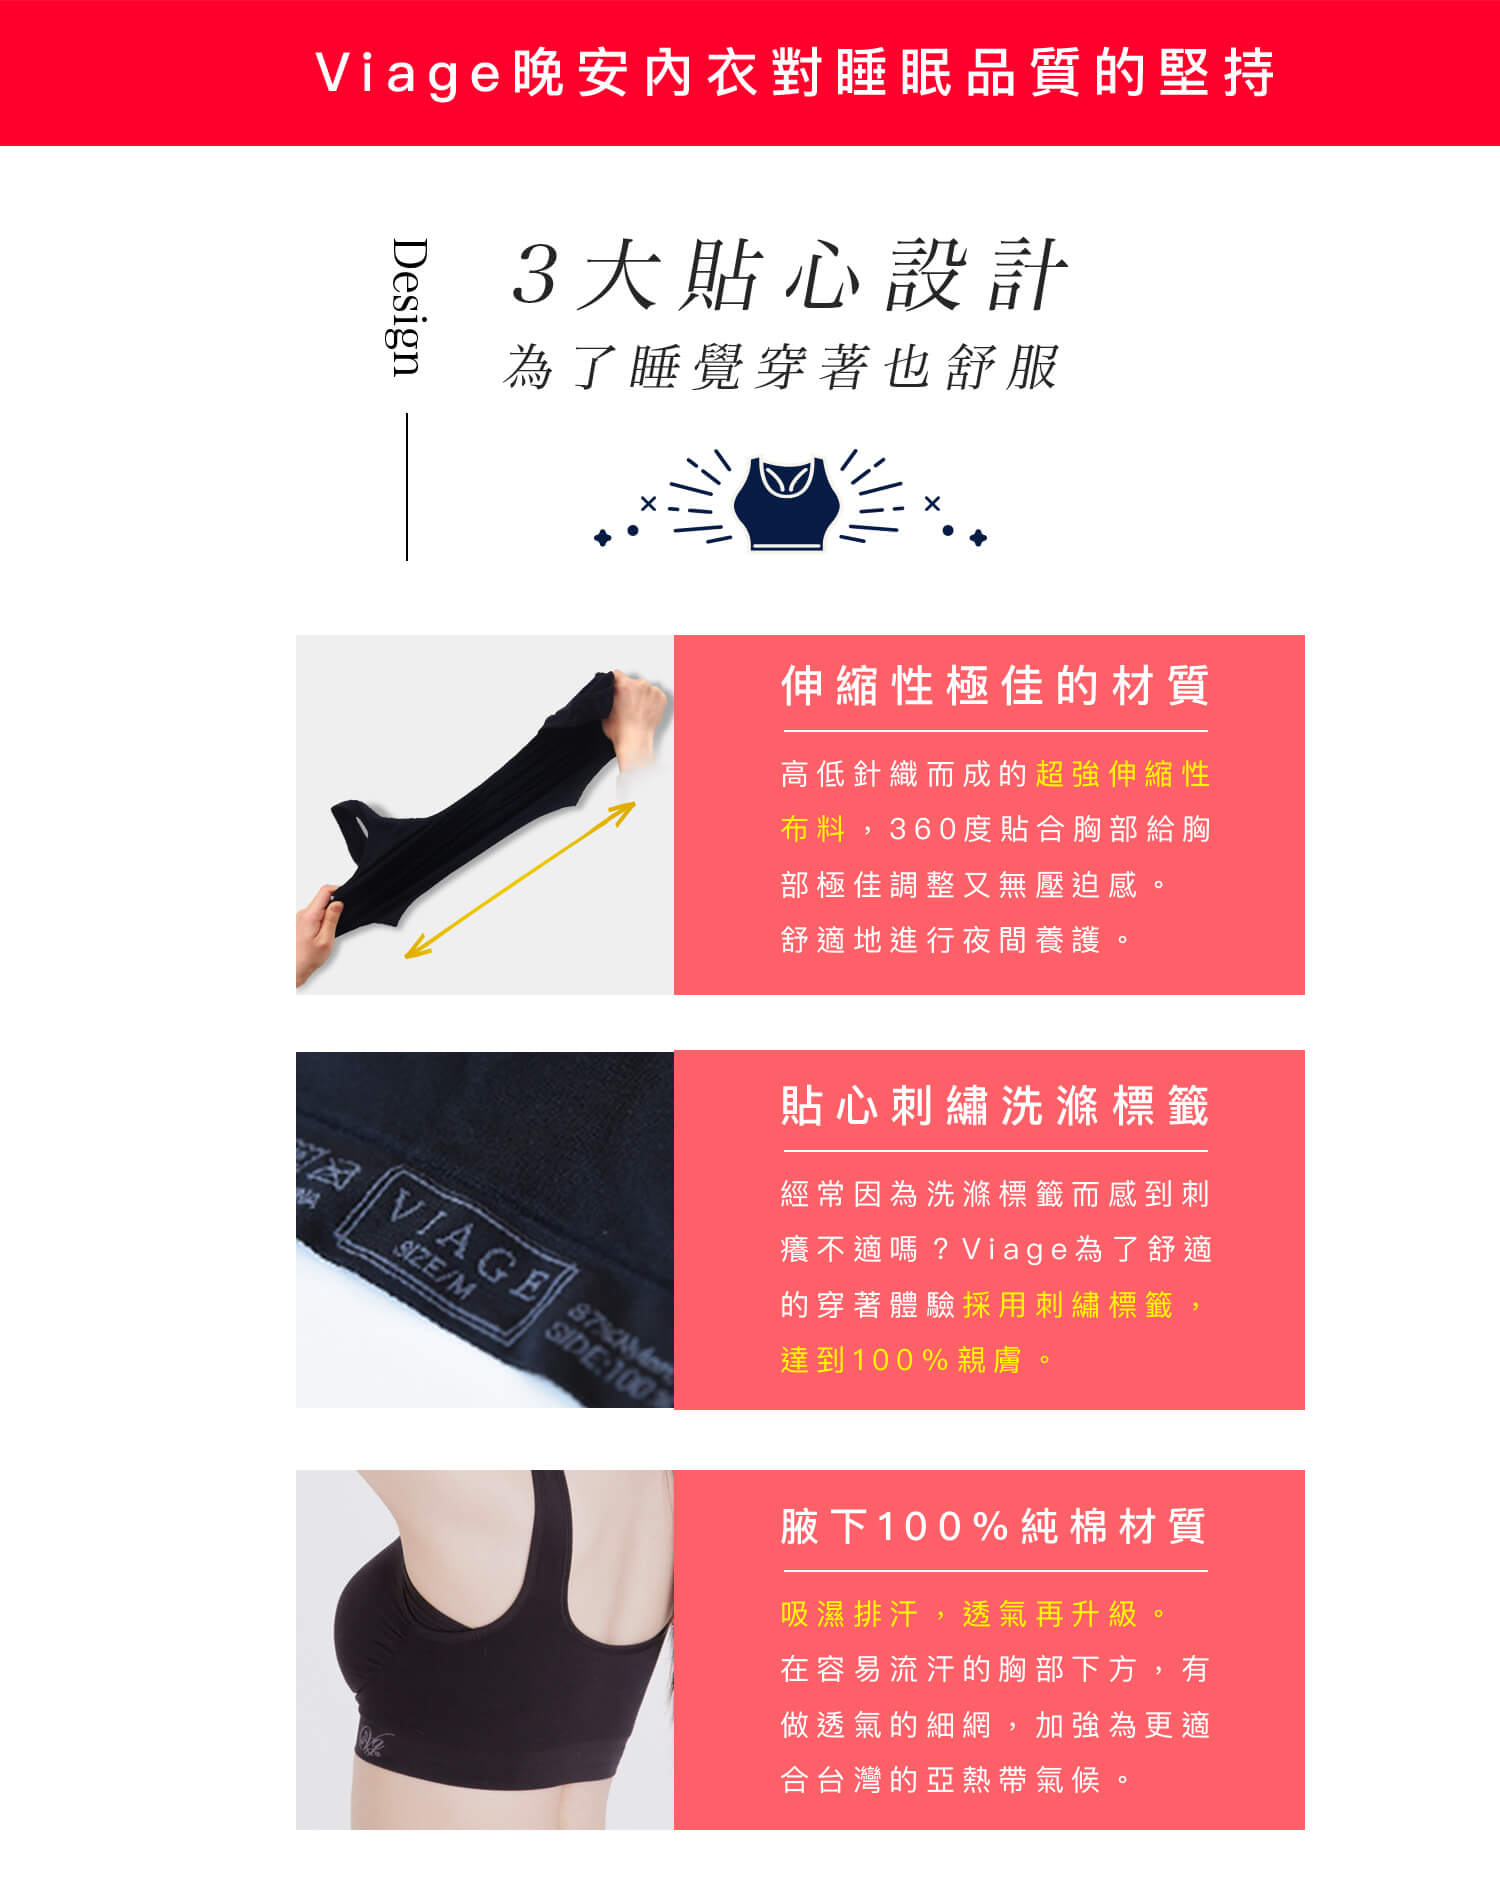 Viage晚安內衣對睡眠品質的堅持
Design
3大貼心設計
為了睡覺穿著也舒服
伸縮性極佳的材質
高低針織而成的超強伸縮性
布料，360度貼合胸部給胸
部極佳調整又無壓迫感。
舒適地進行夜間養護。
VIAGE
SIZE/M
SIDE:100
貼心刺繡洗滌標籤
經常因為洗滌標籤而感到刺
癢不適嗎？Viage為了舒適
的穿著體驗採用刺繡標籤，
達到100%親膚。
腋下100%純棉材質
吸濕排汗，透氣再升級。
在容易流汗的胸部下方，有
做透氣的細網，加強為更適
合台灣的亞熱帶氣候。